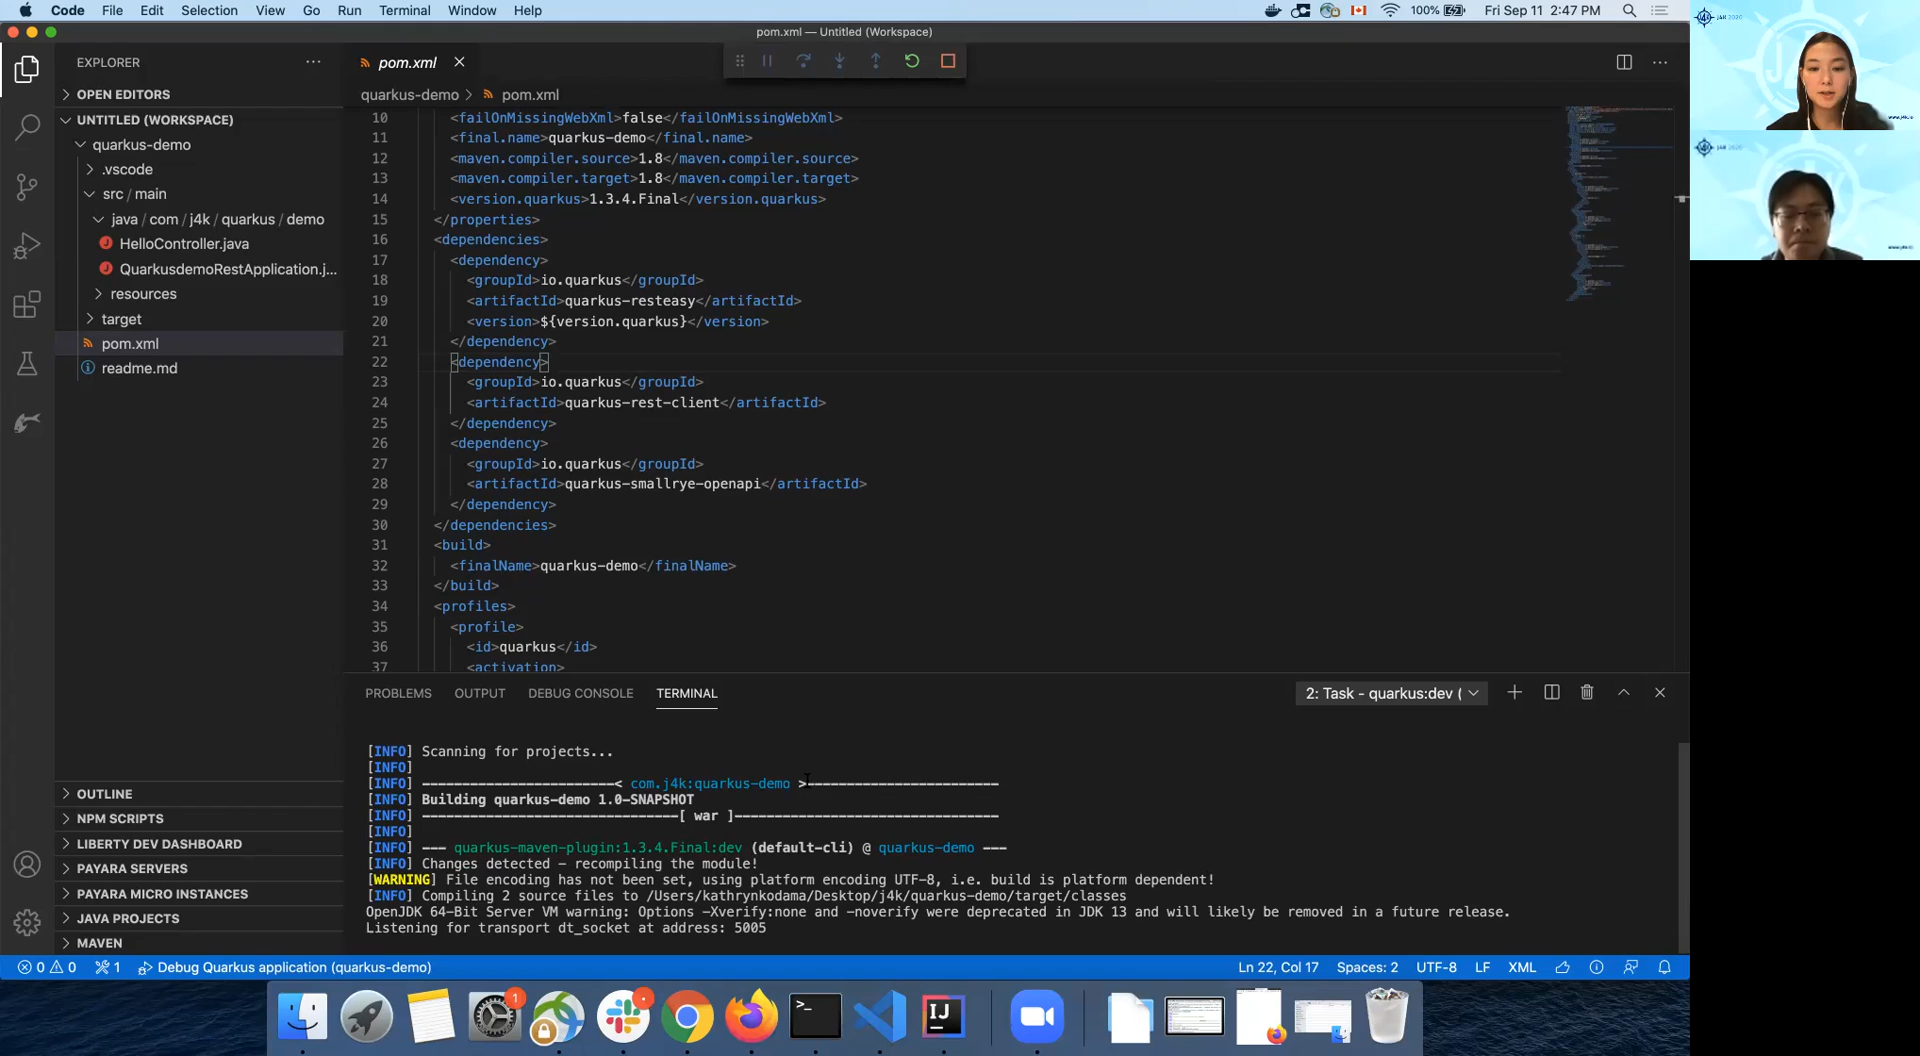 Code File Edit Selection View Go Run Terminal Window Help
100% Fri Sep 11 2:47 PM
pom.xml — Untitled (Workspace)
EXPLORER
pom.xml
OPEN EDITORS
quarkus-demo > pom.xml
UNTITLED (WORKSPACE)
quarkus-demo
.vscode
src / main
java / com / j4k / quarkus / demo
HelloController.java
QuarkusdemoRestApplication.j...
resources
target
pom.xml
readme.md
OUTLINE
NPM SCRIPTS
LIBERTY DEV DASHBOARD
PAYARA SERVERS
PAYARA MICRO INSTANCES
JAVA PROJECTS
MAVEN
10 <failOnMissingWebXml>false</failOnMissingWebXml>
11 <final.name>quarkus-demo</final.name>
12 <maven.compiler.source>1.8</maven.compiler.source>
13 <maven.compiler.target>1.8</maven.compiler.target>
14 <version.quarkus>1.3.4.Final</version.quarkus>
15 </properties>
16 <dependencies>
17 <dependency>
18 <groupId>io.quarkus</groupId>
19 <artifactId>quarkus-resteasy</artifactId>
20 <version>${version.quarkus}</version>
21 </dependency>
22 <dependency>
23 <groupId>io.quarkus</groupId>
24 <artifactId>quarkus-rest-client</artifactId>
25 </dependency>
26 <dependency>
27 <groupId>io.quarkus</groupId>
28 <artifactId>quarkus-smallrye-openapi</artifactId>
29 </dependency>
30 </dependencies>
31 <build>
32 <finalName>quarkus-demo</finalName>
33 </build>
34 <profiles>
35 <profile>
36 <id>quarkus</id>
37 <activation>
PROBLEMS OUTPUT DEBUG CONSOLE TERMINAL
2: Task - quarkus:dev (
[INFO] Scanning for projects...
[INFO]
[INFO] ------------------------< com.j4k:quarkus-demo >------------------------
[INFO] Building quarkus-demo 1.0-SNAPSHOT
[INFO] --------------------------------[ war ]---------------------------------
[INFO]
[INFO] --- quarkus-maven-plugin:1.3.4.Final:dev (default-cli) @ quarkus-demo ---
[INFO] Changes detected - recompiling the module!
[WARNING] File encoding has not been set, using platform encoding UTF-8, i.e. build is platform dependent!
[INFO] Compiling 2 source files to /Users/kathrynkodama/Desktop/j4k/quarkus-demo/target/classes
OpenJDK 64-Bit Server VM warning: Options -Xverify:none and -noverify were deprecated in JDK 13 and will likely be removed in a future release.
Listening for transport dt_socket at address: 5005
0 0 1 Debug Quarkus application (quarkus-demo)
Ln 22, Col 17 Spaces: 2 UTF-8 LF XML
1
IJ
J4K 2020
J4K 2020